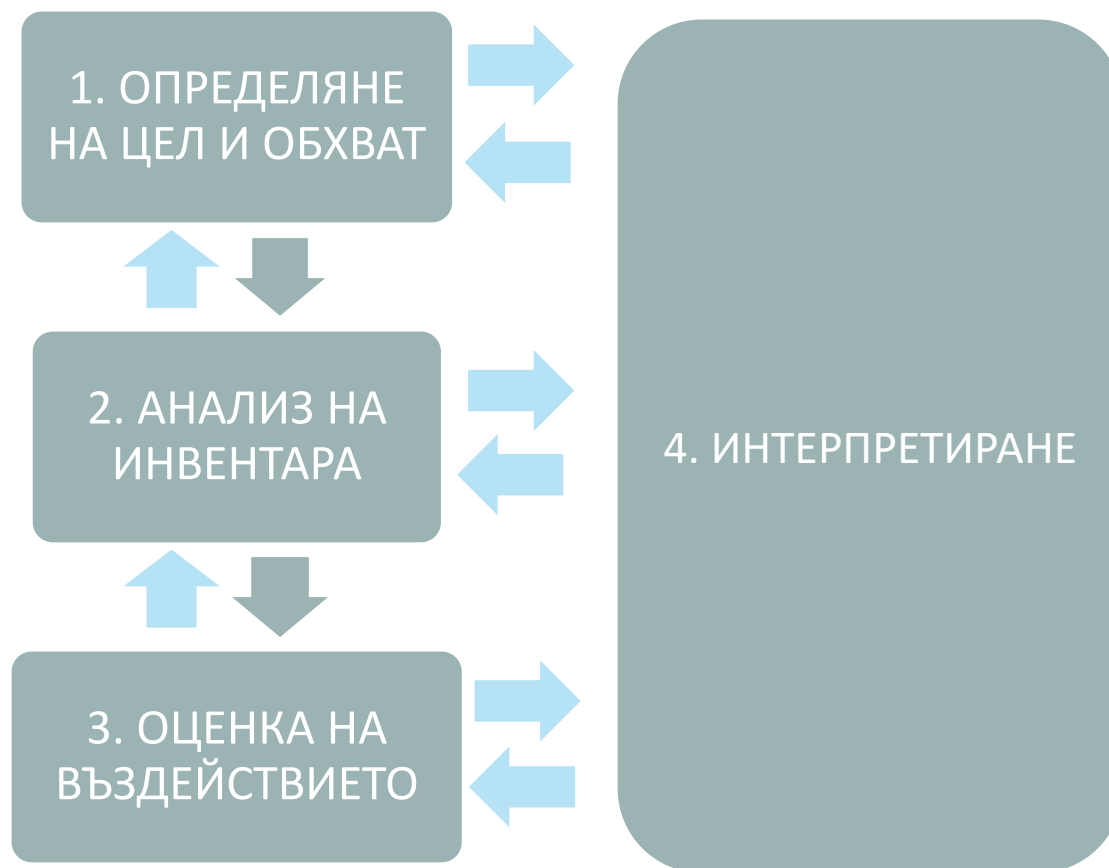 1. ОПРЕДЕЛЯНЕ
НА ЦЕЛ И ОБХВАТ
2. АНАЛИЗ НА
ИНВЕНТАРА
3. ОЦЕНКА НА
ВЪЗДЕЙСТВИЕТО
4. ИНТЕРПРЕТИРАНЕ